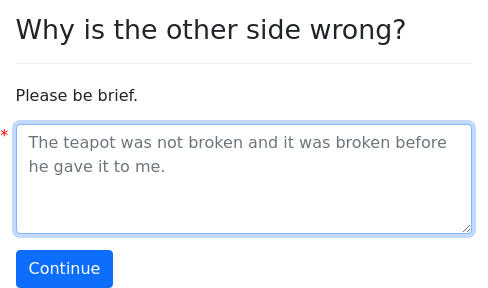 Why is the other side wrong?
Please be brief.
*
The teapot was not broken and it was broken before
he gave it to me.
Continue